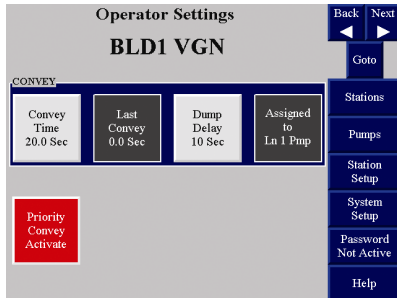 Operator Settings
BLD1 VGN
Back
Next
Goto
CONVEY
Convey
Time
20.0 Sec
Last
Convey
0.0 Sec
Dump
Delay
10 Sec
Assigned
to
Ln 1 Pmp
Priority
Convey
Activate
Stations
Pumps
Station
Setup
System
Setup
Password
Not Active
Help